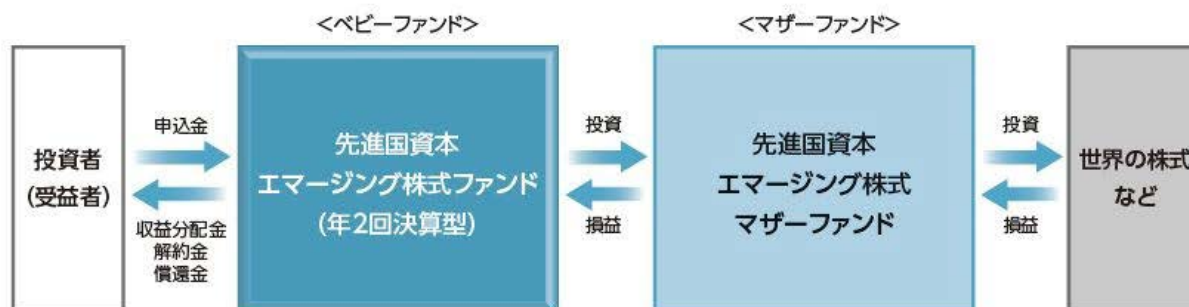 <ベビーファンド>
<マザーファンド>
投資者
(受益者)
申込金
収益分配金
解約金
償還金
先進国資本
エマージング株式ファンド
(年2回決算型)
投資
損益
先進国資本
エマージング株式
マザーファンド
投資
損益
世界の株式
など